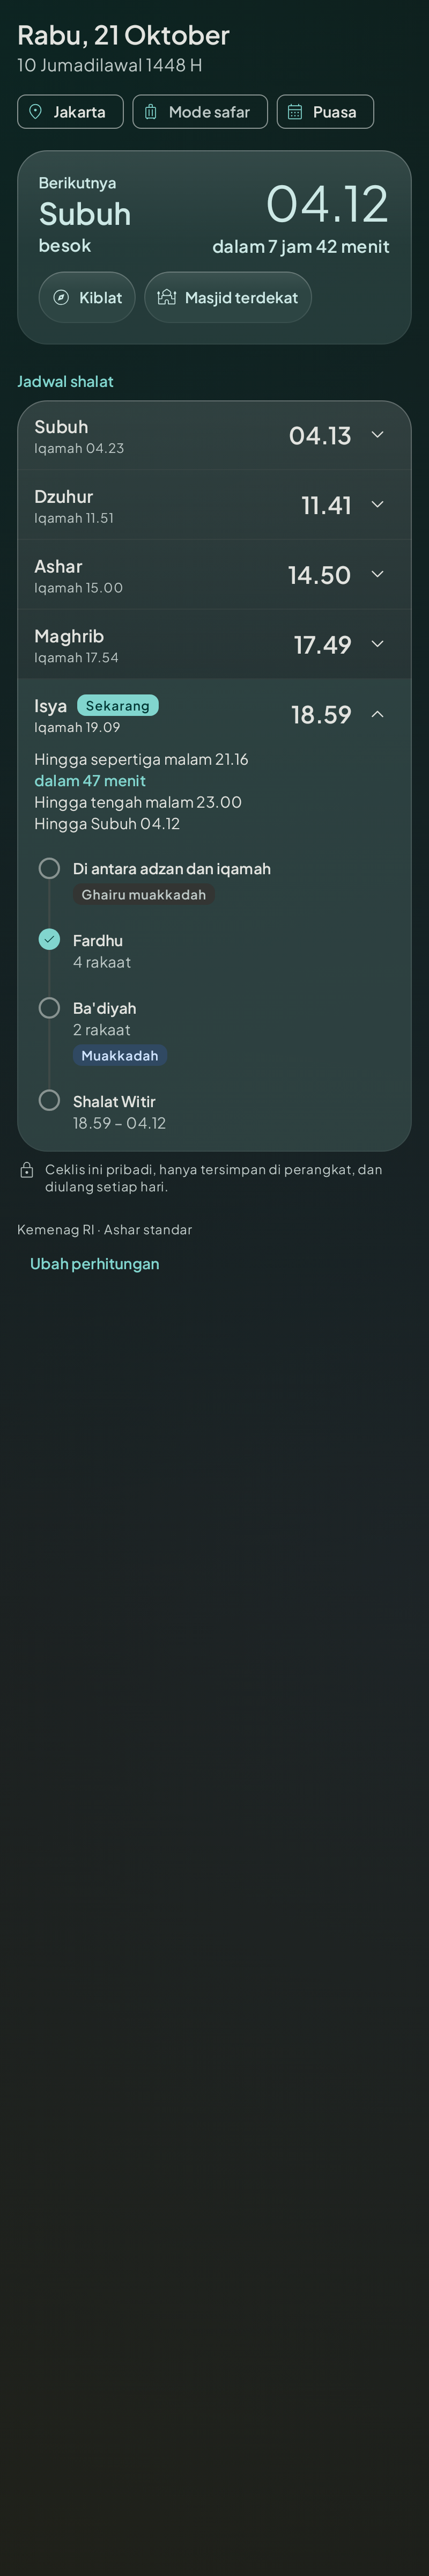 Rabu, 21 Oktober
10 Jumadilawal 1448 H
Jakarta
Mode safar
Puasa
Berikutnya
Subuh
04.12
besok
dalam 7 jam 42 menit
Kiblat
Masjid terdekat
Jadwal shalat
Subuh
04.13
Iqamah 04.23
Dzuhur
11.41
Iqamah 11.51
Ashar
14.50
Iqamah 15.00
Maghrib
17.49
Iqamah 17.54
Isya
Sekarang
18.59
Iqamah 19.09
Hingga sepertiga malam 21.16
dalam 47 menit
Hingga tengah malam 23.00
Hingga Subuh 04.12
Di antara adzan dan iqamah
Ghairu muakkadah
Fardhu
4 rakaat
Ba'diyah
2 rakaat
Muakkadah
Shalat Witir
18.59 – 04.12
Ceklis ini pribadi, hanya tersimpan di perangkat, dan
diulang setiap hari.
Kemenag RI · Ashar standar
Ubah perhitungan